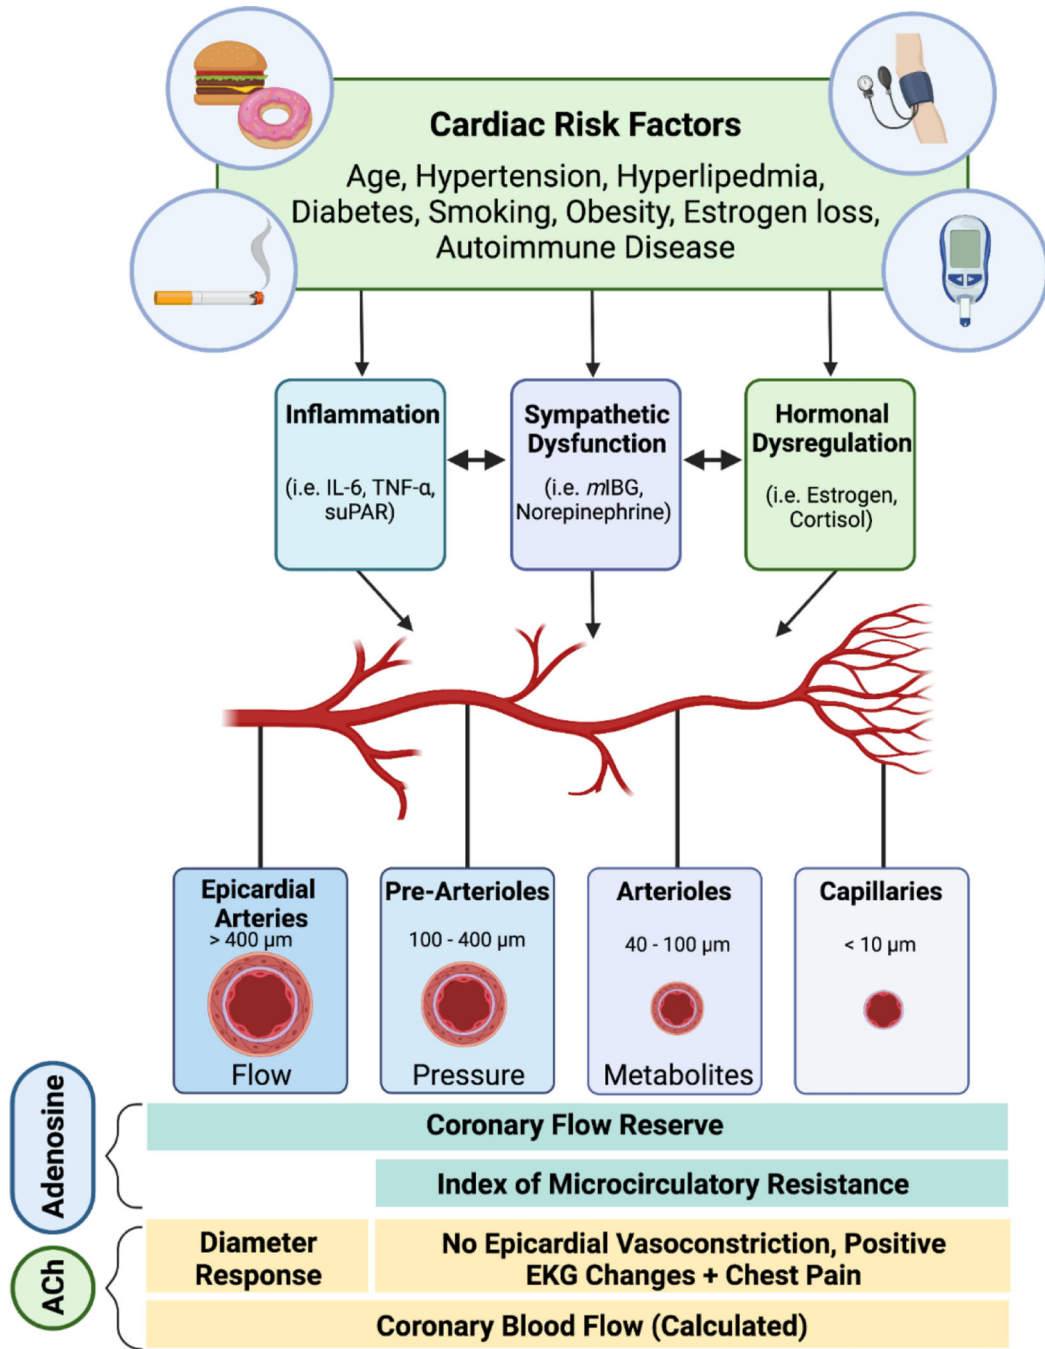 Cardiac Risk Factors
Age, Hypertension, Hyperlipedmia,
Diabetes, Smoking, Obesity, Estrogen loss,
Autoimmune Disease
Inflammation
(i.e. IL-6, TNF-α,
suPAR)
Sympathetic
Dysfunction
(i.e. mIBG,
Norepinephrine)
Hormonal
Dysregulation
(i.e. Estrogen,
Cortisol)
Epicardial
Arteries
> 400 µm
Flow
Pre-Arterioles
100 - 400 µm
Pressure
Arterioles
40 - 100 µm
Metabolites
Capillaries
< 10 µm
Adenosine
Coronary Flow Reserve
Index of Microcirculatory Resistance
ACh
Diameter
Response
No Epicardial Vasoconstriction, Positive
EKG Changes + Chest Pain
Coronary Blood Flow (Calculated)